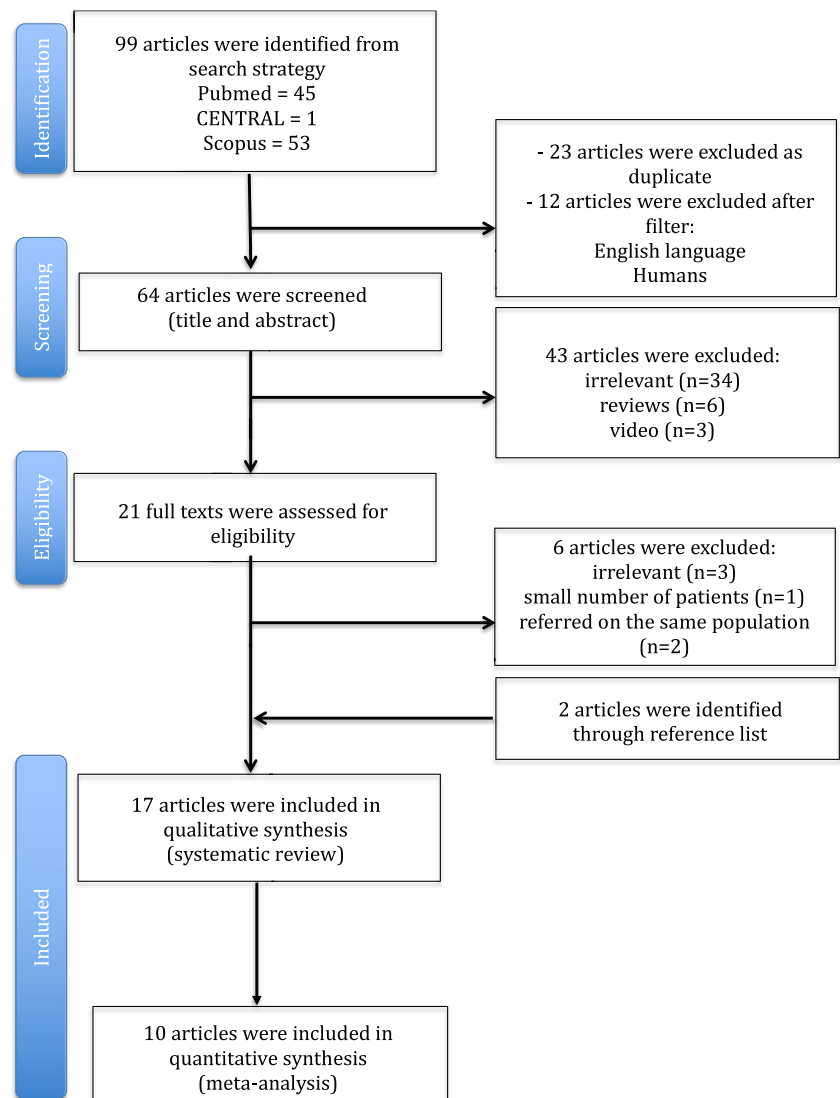 Identification
99 articles were identified from
search strategy
Pubmed = 45
CENTRAL = 1
Scopus = 53
- 23 articles were excluded as
duplicate
- 12 articles were excluded after
filter:
English language
Humans
Screening
64 articles were screened
(title and abstract)
43 articles were excluded:
irrelevant (n=34)
reviews (n=6)
video (n=3)
Eligibility
21 full texts were assessed for
eligibility
6 articles were excluded:
irrelevant (n=3)
small number of patients (n=1)
referred on the same population
(n=2)
2 articles were identified
through reference list
Included
17 articles were included in
qualitative synthesis
(systematic review)
10 articles were included in
quantitative synthesis
(meta-analysis)